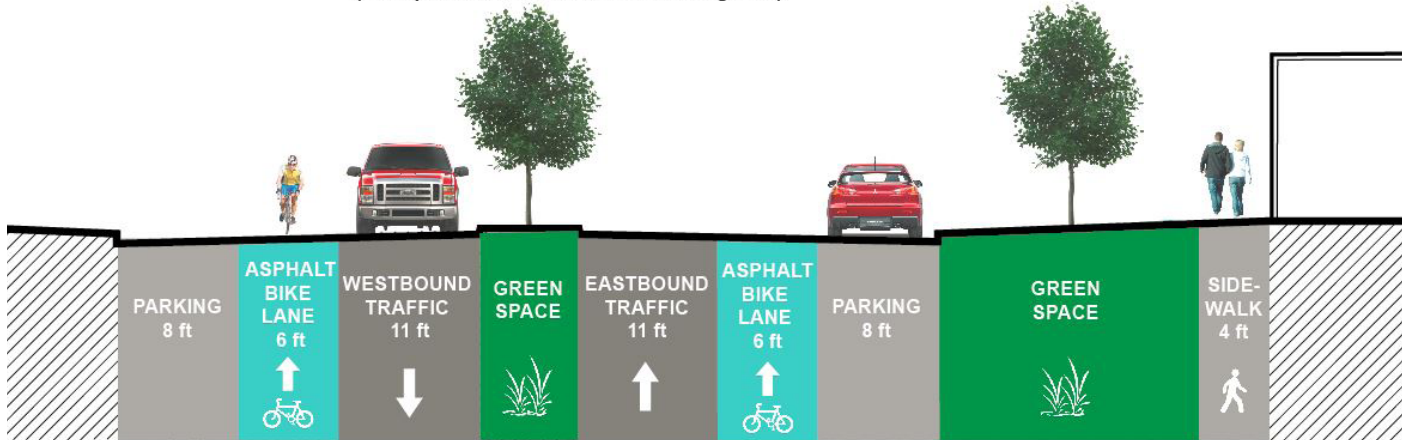 PARKING
8 ft
ASPHALT
BIKE
LANE
6 ft
WESTBOUND
TRAFFIC
11 ft
GREEN
SPACE
EASTBOUND
TRAFFIC
11 ft
ASPHALT
BIKE
LANE
6 ft
PARKING
8 ft
GREEN
SPACE
SIDE-
WALK
4 ft